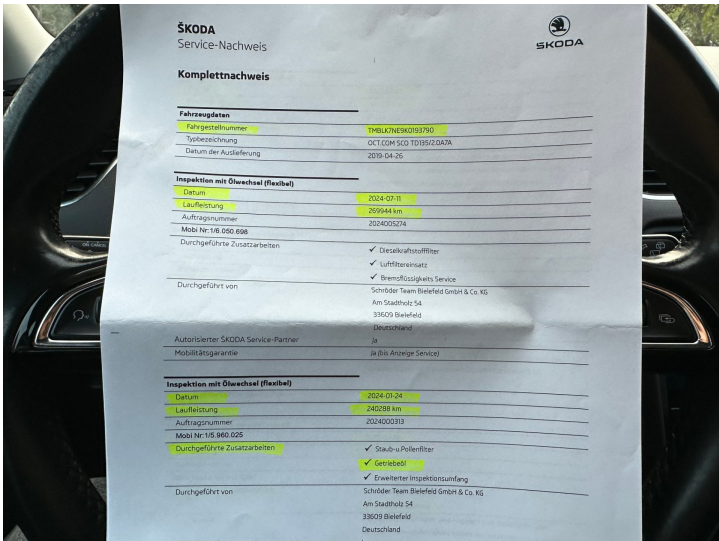 ŠKODA
Service-Nachweis
SKODA
Komplettnachweis
Fahrzeugdaten
Fahrgestellnummer TMBLK7NE9K0193790
Typbezeichnung OCT.COM SCO TD135/2.0A7A
Datum der Auslieferung 2019-04-26
Inspektion mit Ölwechsel (flexibel)
Datum 2024-07-11
Laufleistung 269944 km
Auftragsnummer 2024005274
Mobi Nr:1/6.050.698
Durchgeführte Zusatzarbeiten ✓ Dieselkraftstofffilter
✓ Luftfiltereinsatz
✓ Bremsflüssigkeits Service
Durchgeführt von Schröder Team Bielefeld GmbH & Co. KG
Am Stadtholz 54
33609 Bielefeld
Deutschland
Autorisierter ŠKODA Service-Partner Ja
Mobilitätsgarantie Ja (bis Anzeige Service)
Inspektion mit Ölwechsel (flexibel)
Datum 2024-01-24
Laufleistung 240288 km
Auftragsnummer 2024000313
Mobi Nr:1/5.960.025
Durchgeführte Zusatzarbeiten ✓ Staub-u.Pollenfilter
✓ Getriebeöl
✓ Erweiterter Inspektionsumfang
Durchgeführt von Schröder Team Bielefeld GmbH & Co. KG
Am Stadtholz 54
33609 Bielefeld
Deutschland